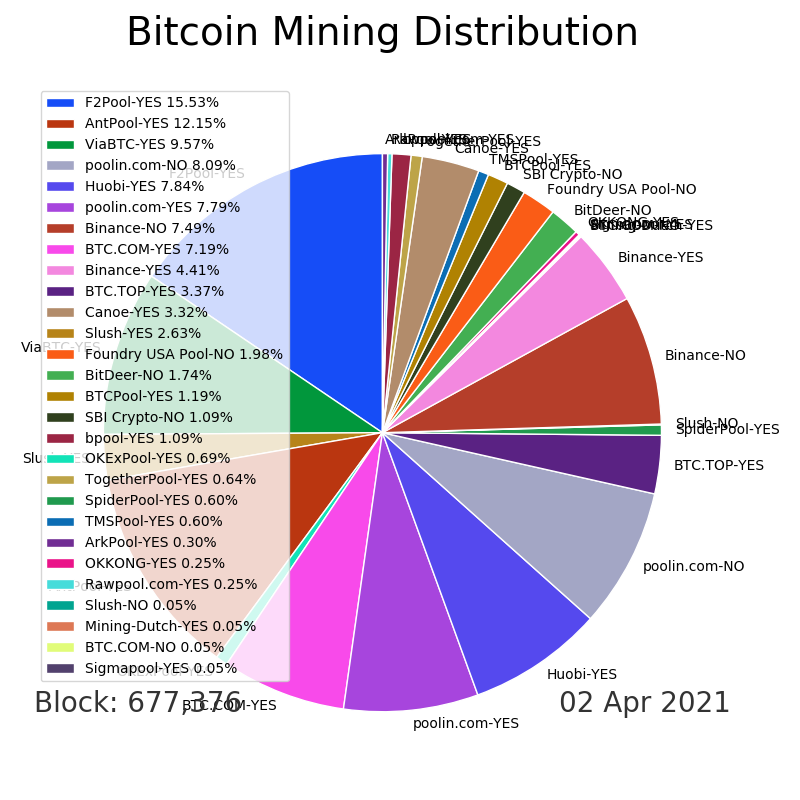 Bitcoin Mining Distribution
F2Pool-YES 15.53%
AntPool-YES 12.15%
ViaBTC-YES 9.57%
poolin.com-NO 8.09%
Huobi-YES 7.84%
poolin.com-YES 7.79%
Binance-NO 7.49%
BTC.COM-YES 7.19%
Binance-YES 4.41%
BTC.TOP-YES 3.37%
Canoe-YES 3.32%
Slush-YES 2.63%
Foundry USA Pool-NO 1.98%
BitDeer-NO 1.74%
BTCPool-YES 1.19%
SBI Crypto-NO 1.09%
bpool-YES 1.09%
OKExPool-YES 0.69%
TogetherPool-YES 0.64%
SpiderPool-YES 0.60%
TMSPool-YES 0.60%
ArkPool-YES 0.30%
OKKONG-YES 0.25%
Rawpool.com-YES 0.25%
Slush-NO 0.05%
Mining-Dutch-YES 0.05%
BTC.COM-NO 0.05%
Sigmapool-YES 0.05%
F2Pool-YES
ViaBTC-YES
BTC.COM-YES
poolin.com-YES
Huobi-YES
poolin.com-NO
BTC.TOP-YES
SpiderPool-YES
Slush-NO
Binance-NO
Binance-YES
BitDeer-NO
Foundry USA Pool-NO
SBI Crypto-NO
BTCPool-YES
TMSPool-YES
Canoe-YES
Block: 677,376
02 Apr 2021